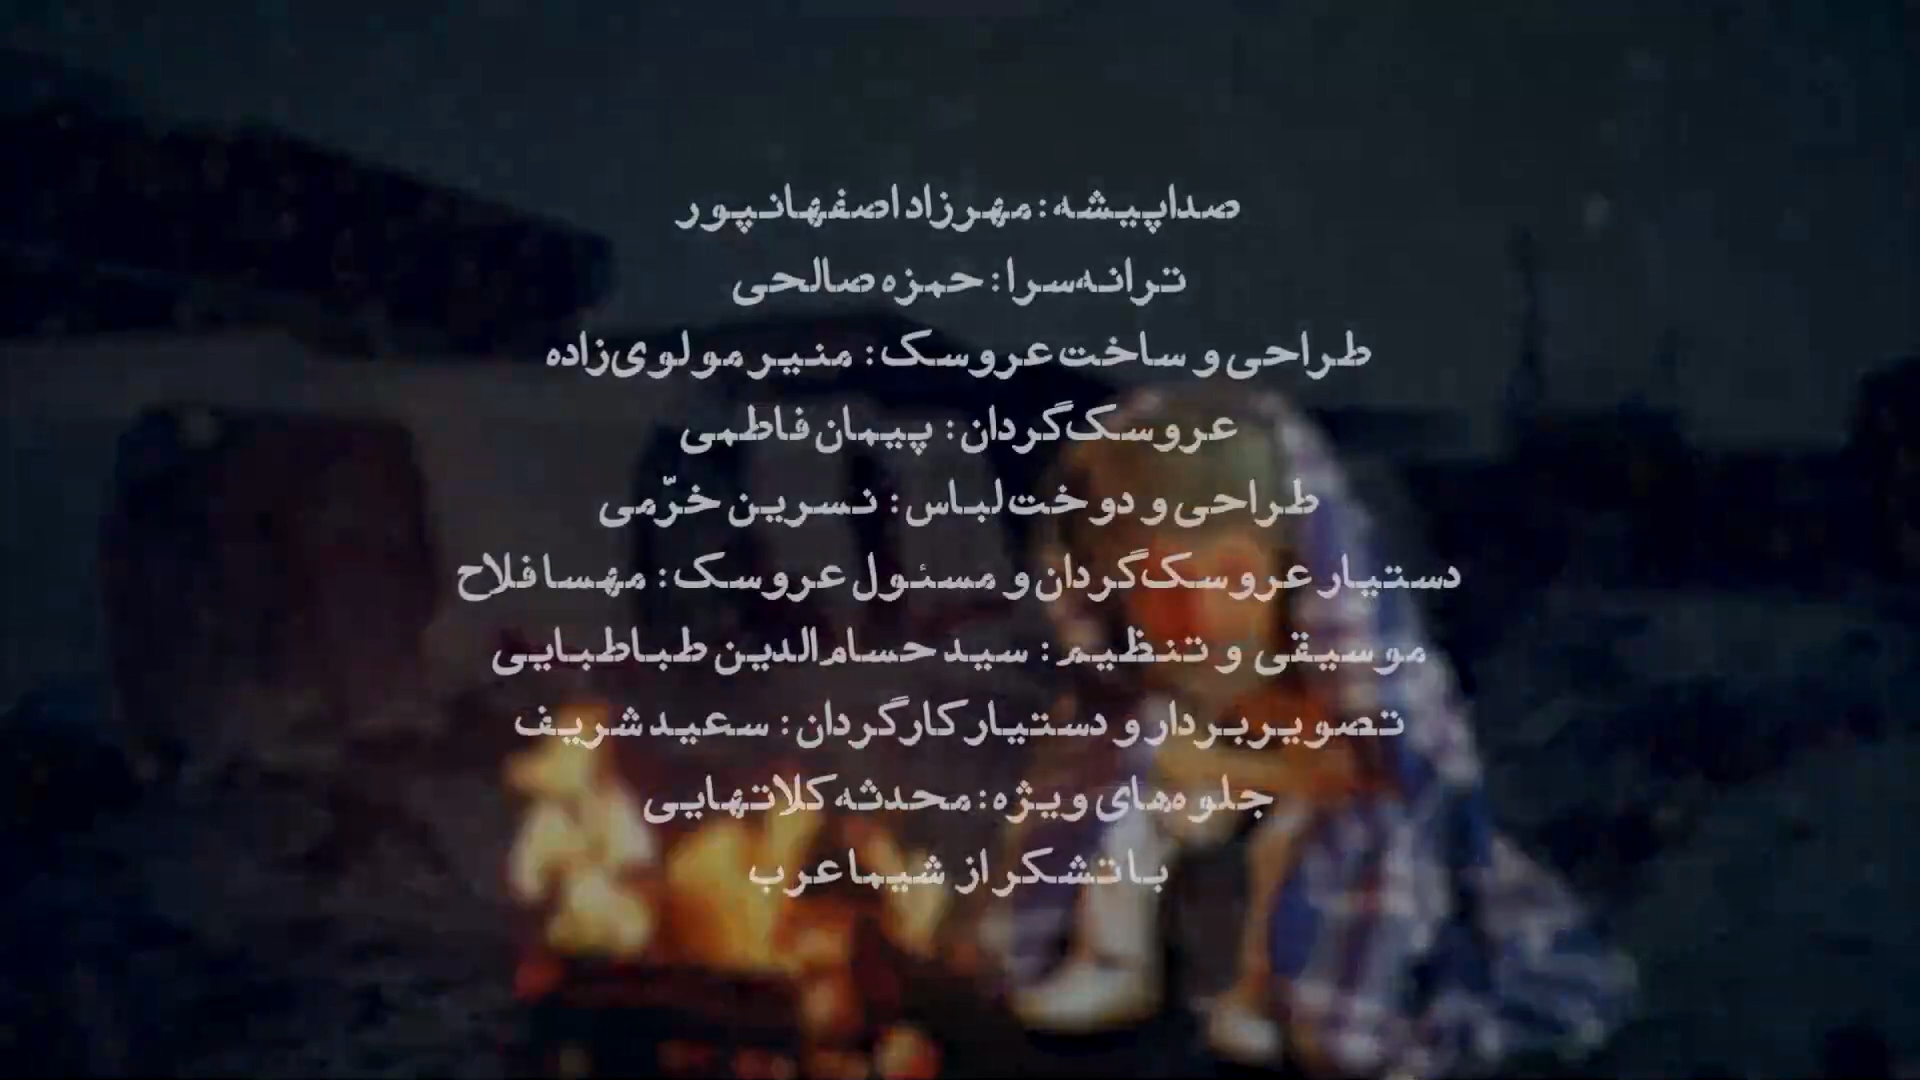 صداپیشه: مهرزاد اصفهانپور
ترانه‌سرا: حمزه صالحی
طراحی و ساخت عروسک: منیر مولوی‌زاده
عروسک‌گردان: پیمان فاطمی
طراحی و دوخت لباس: نسرین خرّمی
دستیار عروسک‌گردان و مسئول عروسک: مهسا فلاح
موسیقی و تنظیم: سید حسام‌الدین طباطبایی
تصویربردار و دستیار کارگردان: سعید شریف
جلوه‌های ویژه: محدثه کلاتهایی
با تشکر از شیما عرب